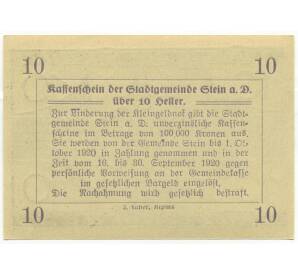 10 10
Kassenschein der Stadtgemeinde Stein a. D.
über 10 Heller.
Zur Linderung der Kleingeldnot gibt die Stadt-
gemeinde Stein a. D. unverzinsliche Kassen-
scheine im Betrage von 100 000 Kronen aus.
Sie werden von der Gemeinde Stein bis 1. Ok-
tober 1920 in Zahlung genommen und in
der Zeit vom 16. bis 30. September 1920 gegen
persönliche Vorweisung an der Gemeindekasse
im gesetzlichen Bargeld eingelöst.
Die Nachahmung wird gesetzlich bestraft.
10 10
Krems